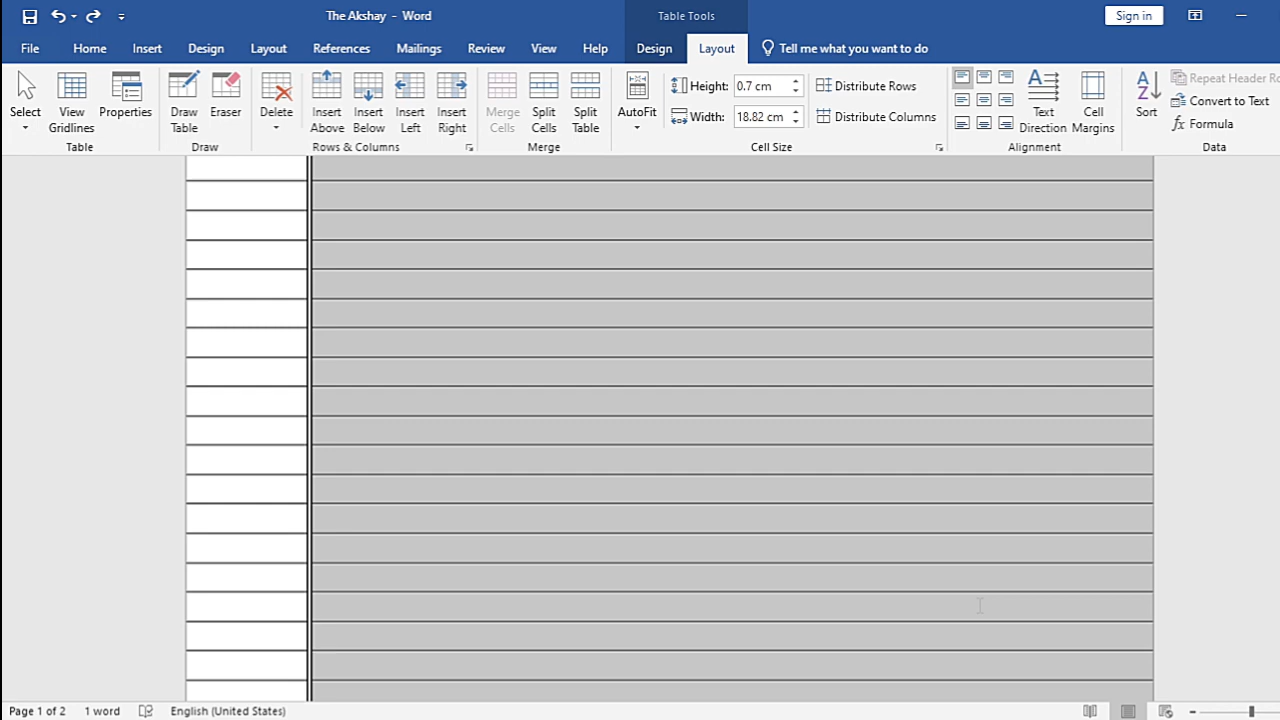 The Akshay - Word
Table Tools
Sign in
File Home Insert Design Layout References Mailings Review View Help Design Layout Tell me what you want to do
Select
View Gridlines
Properties
Table
Draw Table
Eraser
Draw
Delete
Insert Above
Insert Below
Insert Left
Insert Right
Rows & Columns
Merge Cells
Split Cells
Split Table
Merge
AutoFit
Height: 0.7 cm
Width: 18.82 cm
Distribute Rows
Distribute Columns
Cell Size
Text Direction
Cell Margins
Alignment
A
Z
Sort
Repeat Header Ro
Convert to Text
fx Formula
Data
Page 1 of 2 1 word English (United States)